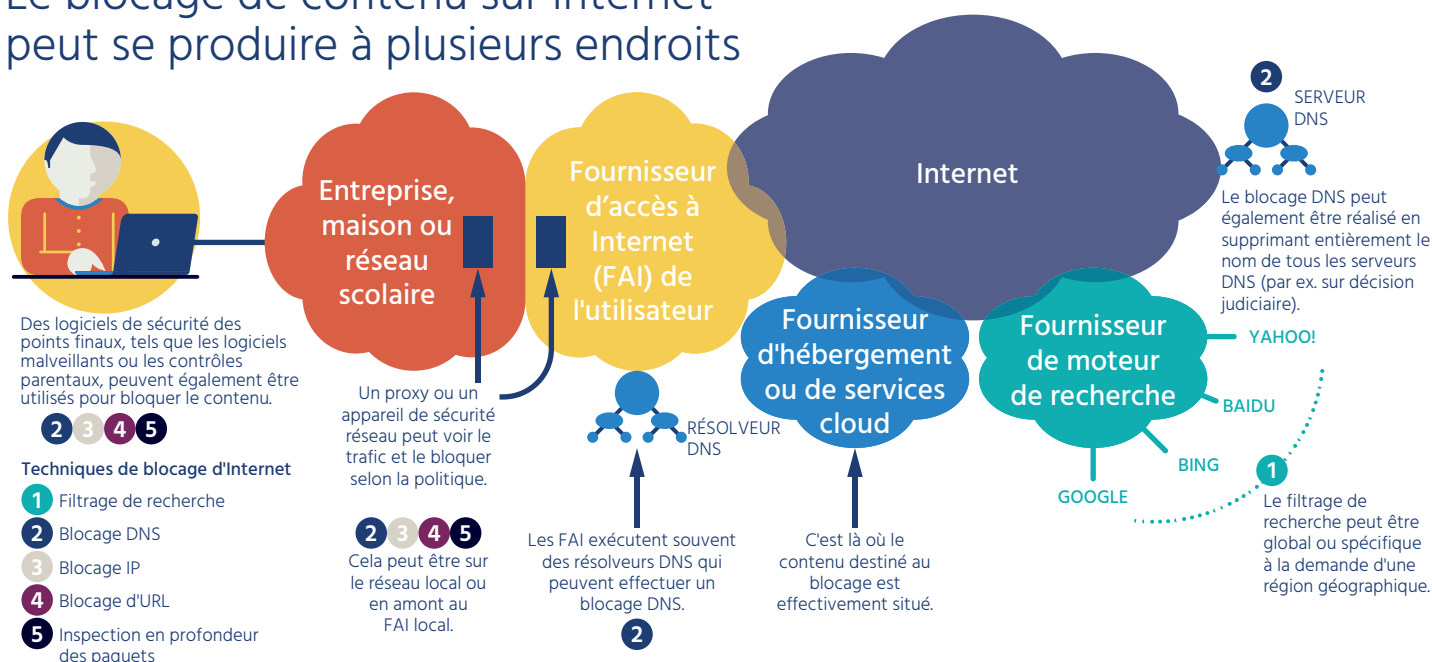 Le blocage de contenu sur Internet
peut se produire à plusieurs endroits
Entreprise,
maison ou
réseau
scolaire
Fournisseur
d'accès à
Internet
(FAI) de
l'utilisateur
Internet
2
SERVEUR
DNS
Le blocage DNS peut
également être réalisé en
supprimant entièrement le
nom de tous les serveurs
DNS (par ex. sur décision
judiciaire).
Fournisseur
d'hébergement
ou de services
cloud
Fournisseur
de moteur
de recherche
YAHOO!
BAIDU
BING
GOOGLE
1
Le filtrage de
recherche peut être
global ou spécifique
à la demande d'une
région géographique.
Des logiciels de sécurité des
points finaux, tels que les logiciels
malveillants ou les contrôles
parentaux, peuvent également être
utilisés pour bloquer le contenu.
2 3 4 5
Techniques de blocage d'Internet
1 Filtrage de recherche
2 Blocage DNS
3 Blocage IP
4 Blocage d'URL
5 Inspection en profondeur
des paquets
Un proxy ou un
appareil de sécurité
réseau peut voir le
trafic et le bloquer
selon la politique.
2 3 4 5
Cela peut être sur
le réseau local ou
en amont au
FAI local.
RÉSOLVEUR
DNS
Les FAI exécutent souvent
des résolveurs DNS qui
peuvent effectuer un
blocage DNS.
2
C'est là où le
contenu destiné au
blocage est
effectivement situé.